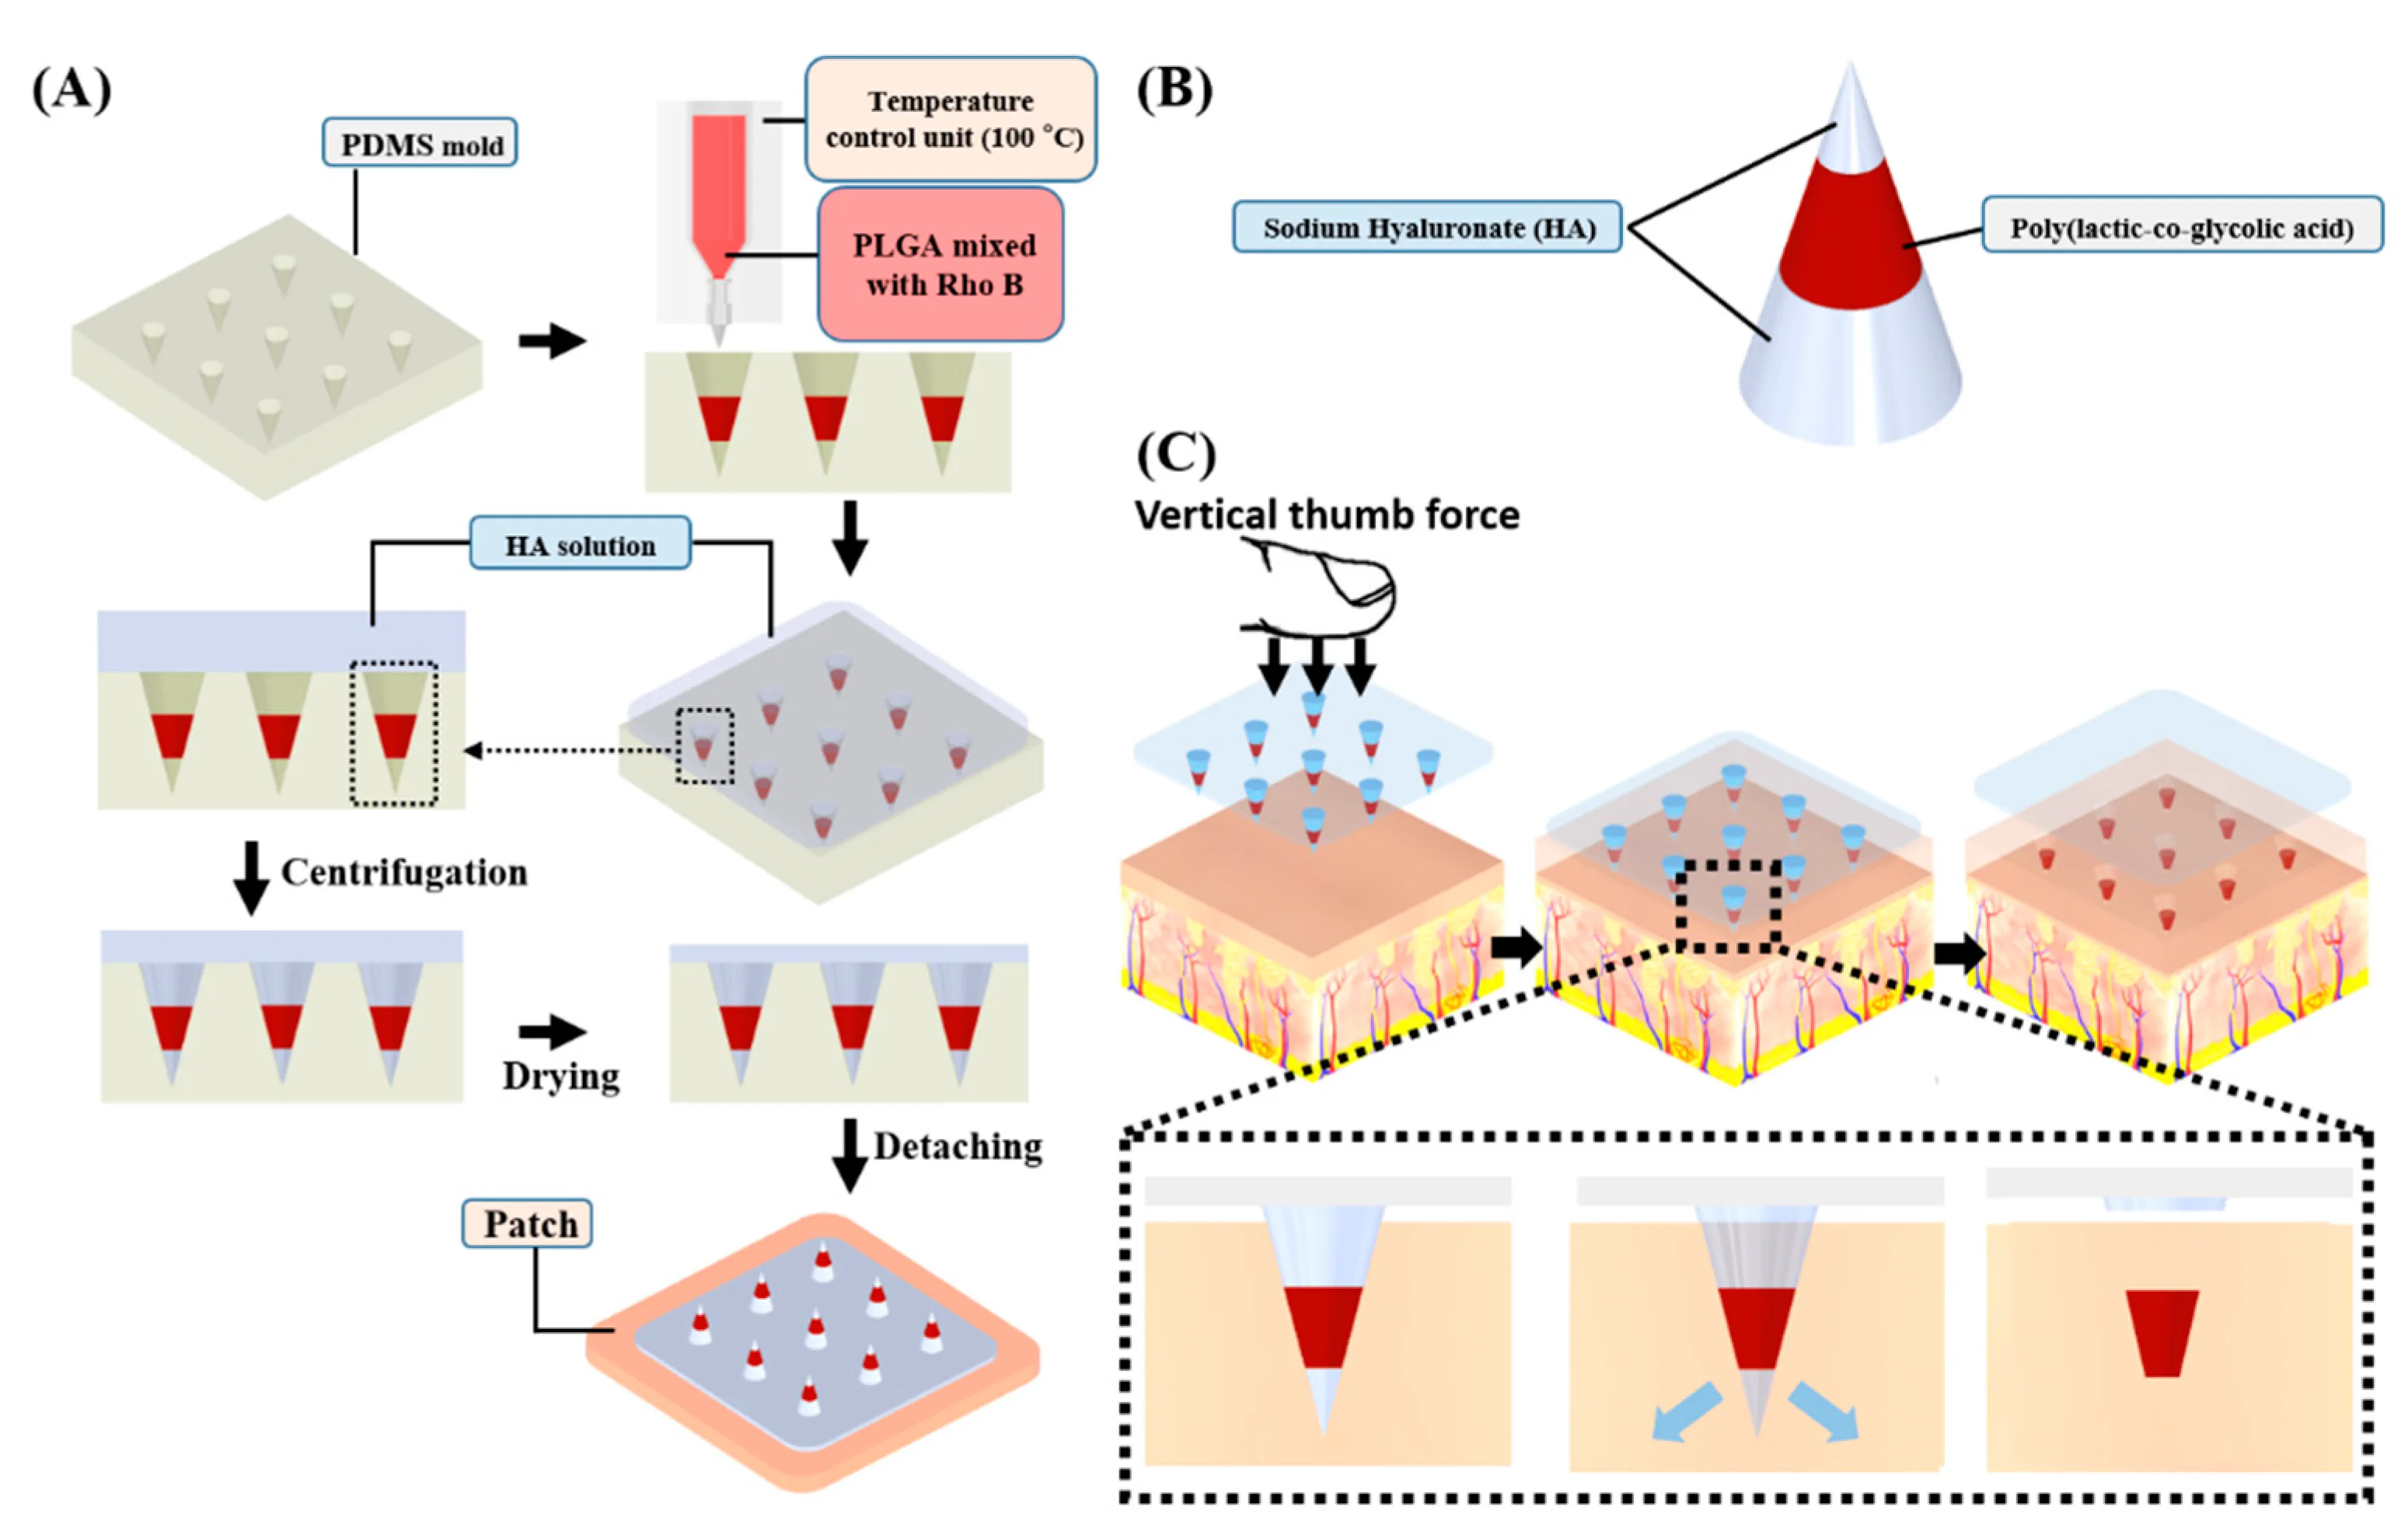 (A)
PDMS mold
Temperature
control unit (100 °C)
PLGA mixed
with Rho B
HA solution
Centrifugation
Drying
Detaching
Patch
(B)
Sodium Hyaluronate (HA)
Poly(lactic-co-glycolic acid)
(C)
Vertical thumb force